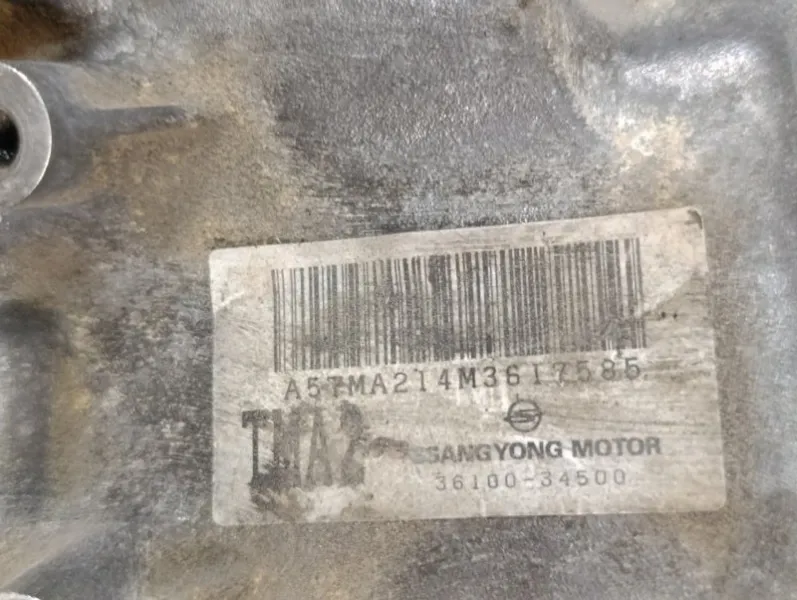 A57MA214M3617585
TMA2
SSANGYONG MOTOR
36100-34500